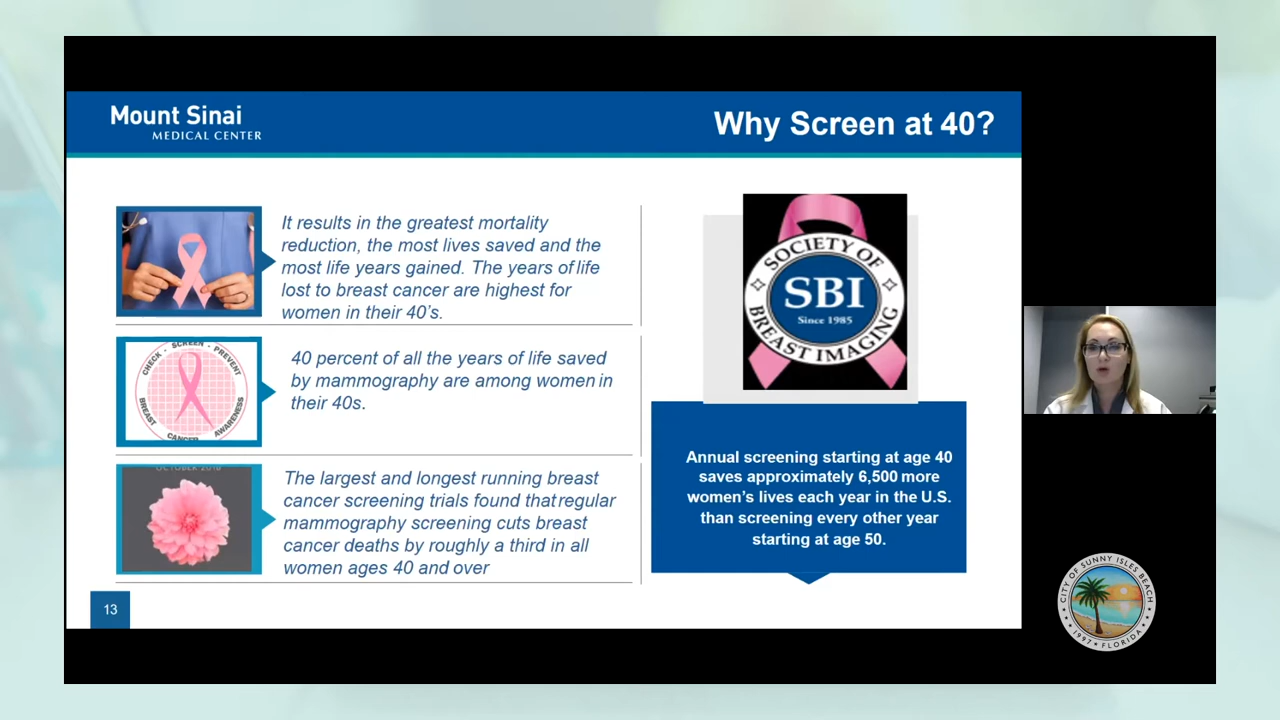 Mount Sinai
MEDICAL CENTER
Why Screen at 40?
It results in the greatest mortality
reduction, the most lives saved and the
most life years gained. The years of life
lost to breast cancer are highest for
women in their 40's.
CHECK - SCREEN - PREVENT
BREAST CANCER AWARENESS
40 percent of all the years of life saved
by mammography are among women in
their 40s.
OCTOBER 2018
The largest and longest running breast
cancer screening trials found that regular
mammography screening cuts breast
cancer deaths by roughly a third in all
women ages 40 and over
13
SOCIETY OF
SBI
Since 1985
BREAST IMAGING
Annual screening starting at age 40
saves approximately 6,500 more
women's lives each year in the U.S.
than screening every other year
starting at age 50.
CITY OF SUNNY ISLES BEACH
1997 FLORIDA